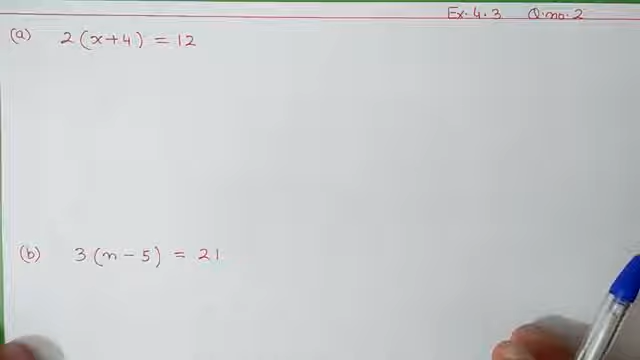 Ex. 4.3 Q.no.2
(a) 2(x+4) = 12
(b) 3(n-5) = 21